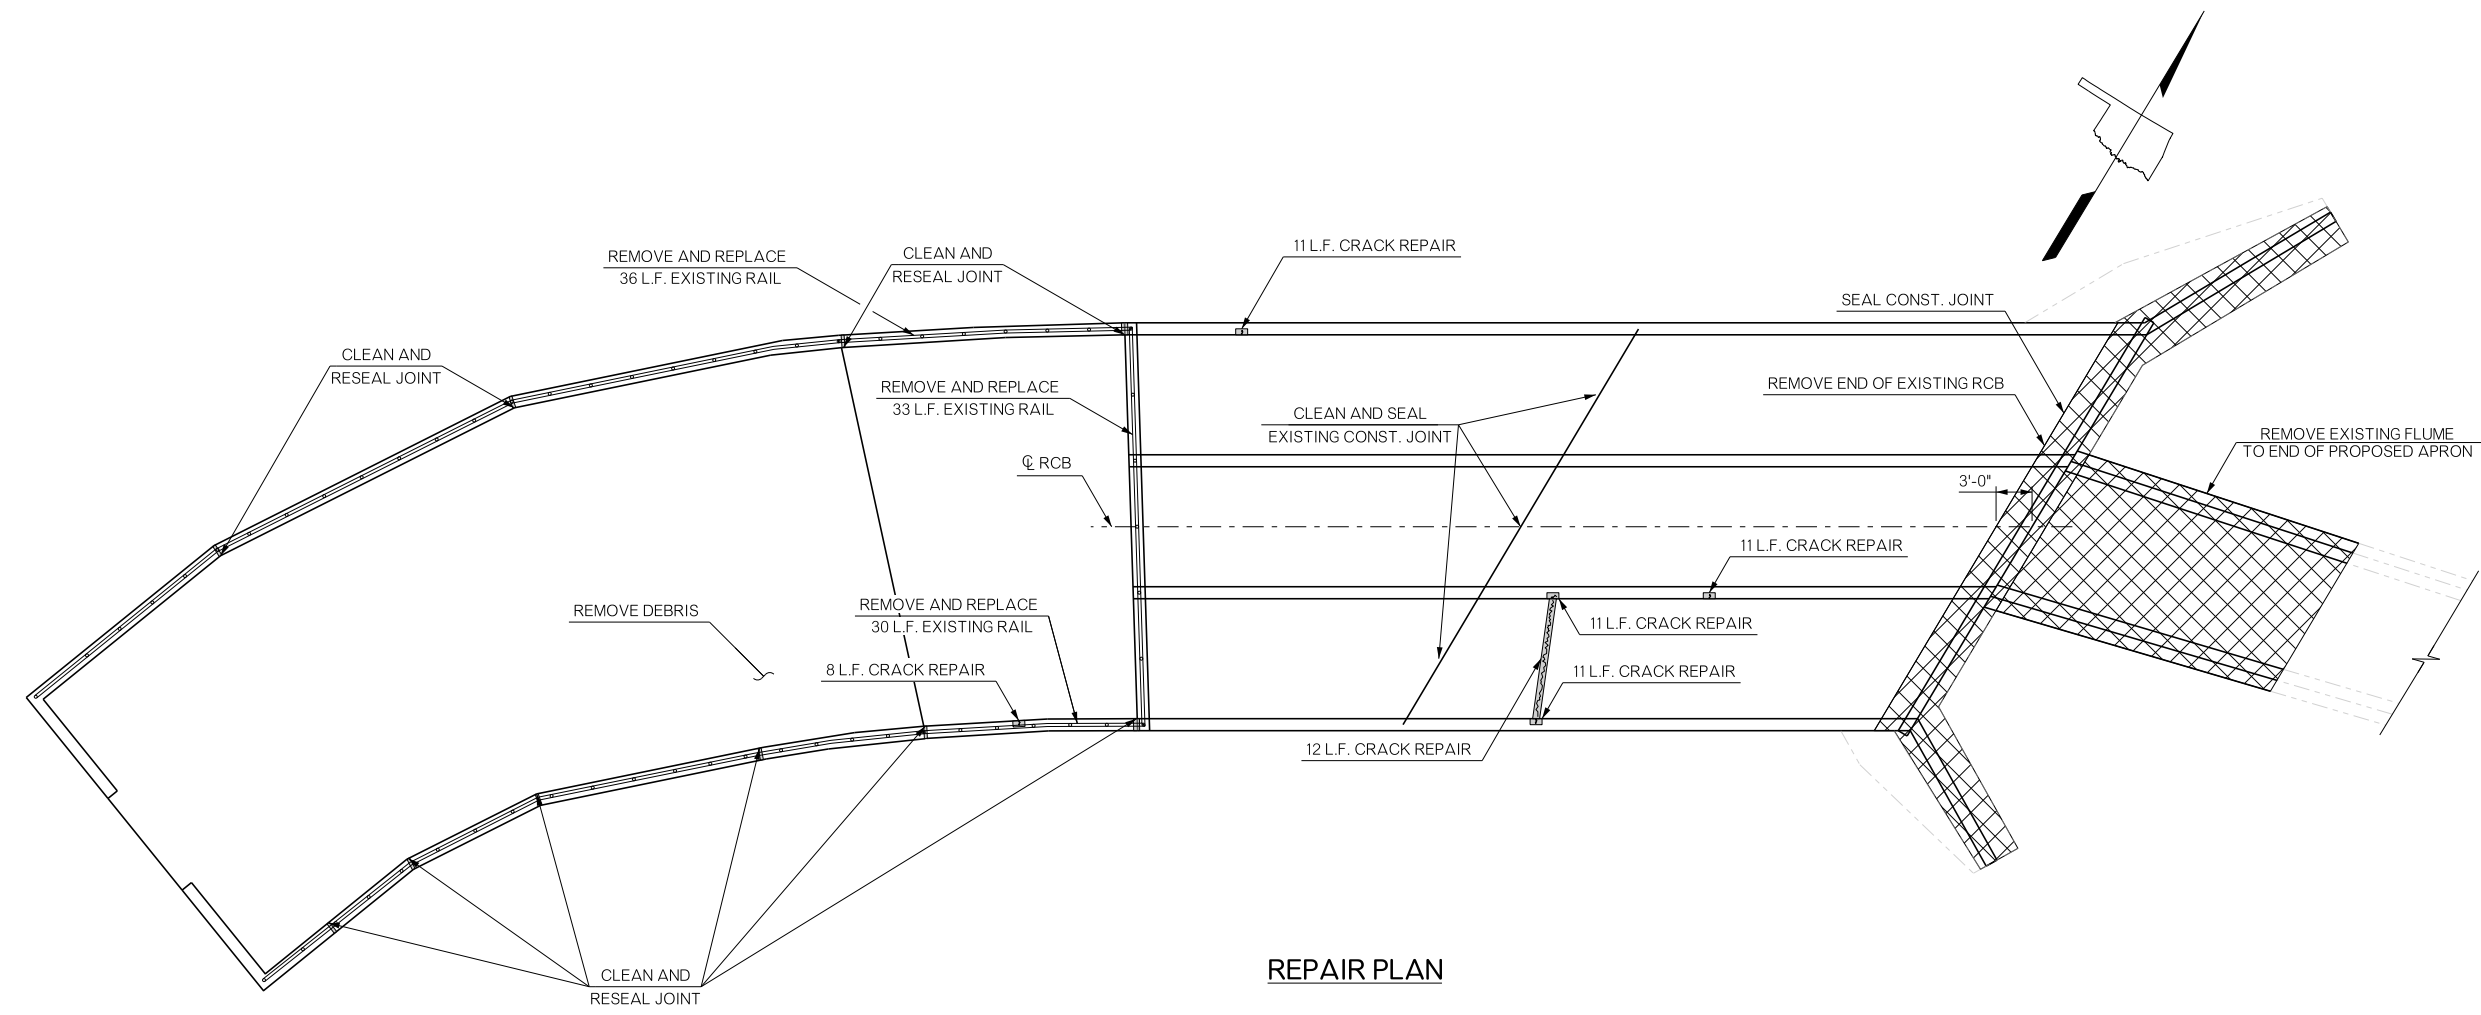 REMOVE AND REPLACE
36 L.F. EXISTING RAIL
CLEAN AND
RESEAL JOINT
11 L.F. CRACK REPAIR
SEAL CONST. JOINT
CLEAN AND
RESEAL JOINT
REMOVE AND REPLACE
33 L.F. EXISTING RAIL
REMOVE END OF EXISTING RCB
CLEAN AND SEAL
EXISTING CONST. JOINT
REMOVE EXISTING FLUME
TO END OF PROPOSED APRON
℄ RCB
3'-0"
11 L.F. CRACK REPAIR
REMOVE DEBRIS
REMOVE AND REPLACE
30 L.F. EXISTING RAIL
11 L.F. CRACK REPAIR
8 L.F. CRACK REPAIR
11 L.F. CRACK REPAIR
12 L.F. CRACK REPAIR
CLEAN AND
RESEAL JOINT
REPAIR PLAN